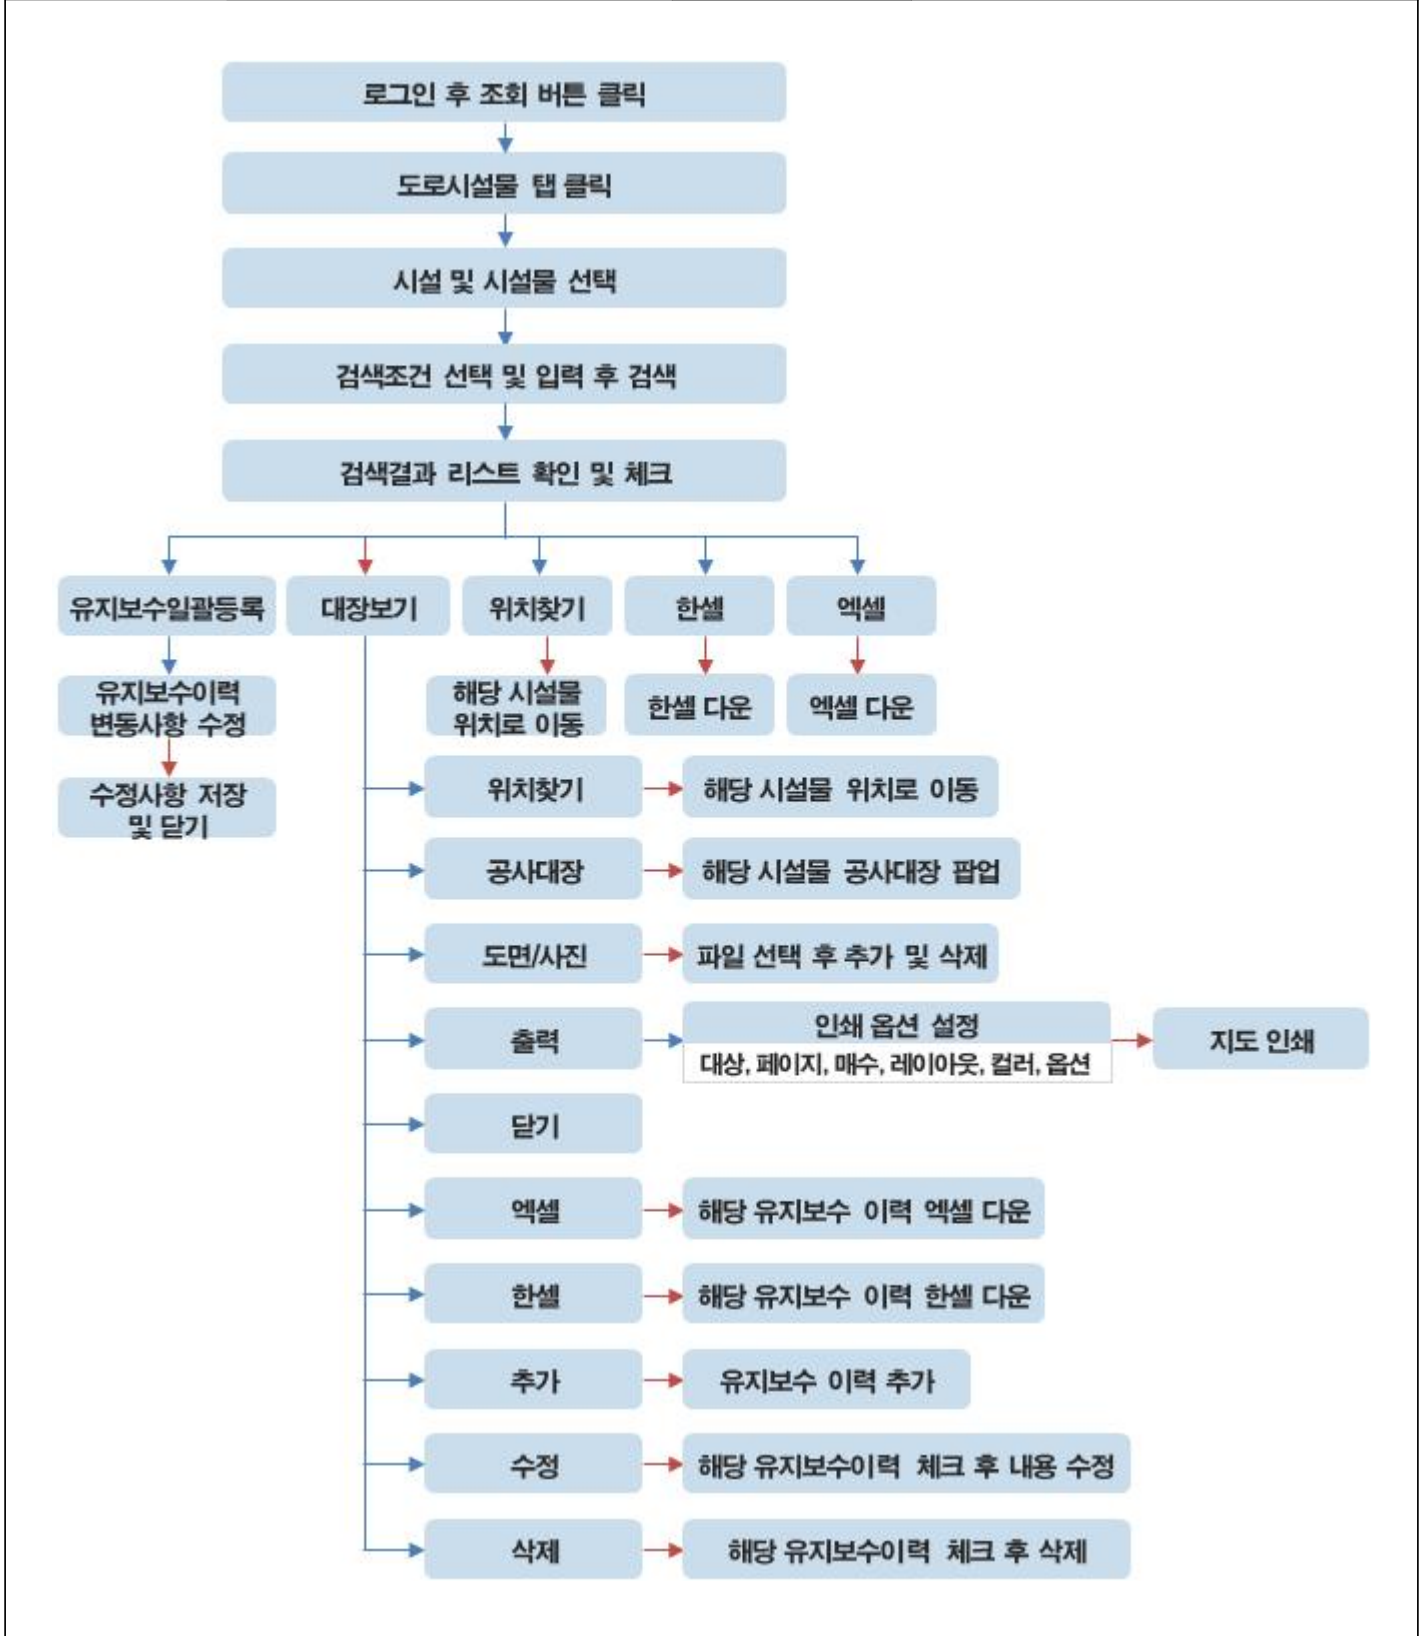 로그인 후 조회 버튼 클릭
도로시설물 탭 클릭
시설 및 시설물 선택
검색조건 선택 및 입력 후 검색
검색결과 리스트 확인 및 체크
유지보수일괄등록
대장보기
위치찾기
한셀
엑셀
유지보수이력
변동사항 수정
해당 시설물
위치로 이동
한셀 다운
엑셀 다운
수정사항 저장
및 닫기
위치찾기
해당 시설물 위치로 이동
공사대장
해당 시설물 공사대장 팝업
도면/사진
파일 선택 후 추가 및 삭제
출력
인쇄 옵션 설정
대상, 페이지, 매수, 레이아웃, 컬러, 옵션
지도 인쇄
닫기
엑셀
해당 유지보수 이력 엑셀 다운
한셀
해당 유지보수 이력 한셀 다운
추가
유지보수 이력 추가
수정
해당 유지보수이력 체크 후 내용 수정
삭제
해당 유지보수이력 체크 후 삭제